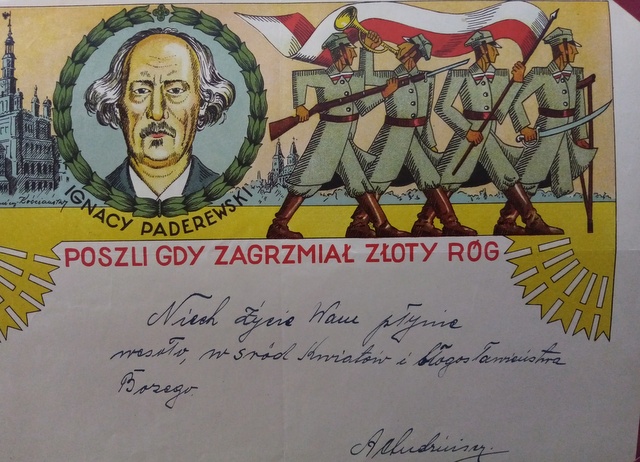 IGNACY PADEREWSKI
POSZLI GDY ZAGRZMIAŁ ZŁOTY RÓG
Niech życie Wam płynie
wesoło, w śród kwiatów i błogosławieństwa
Bożego